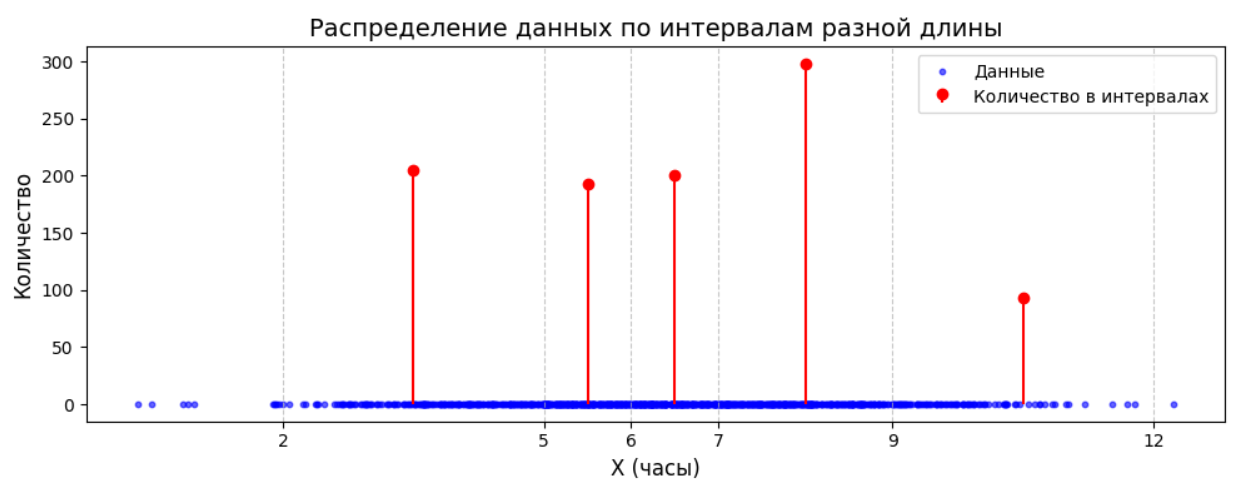 Распределение данных по интервалам разной длины
Количество
300
250
200
150
100
50
0
Данные
Количество в интервалах
2 5 6 7 9 12
X (часы)